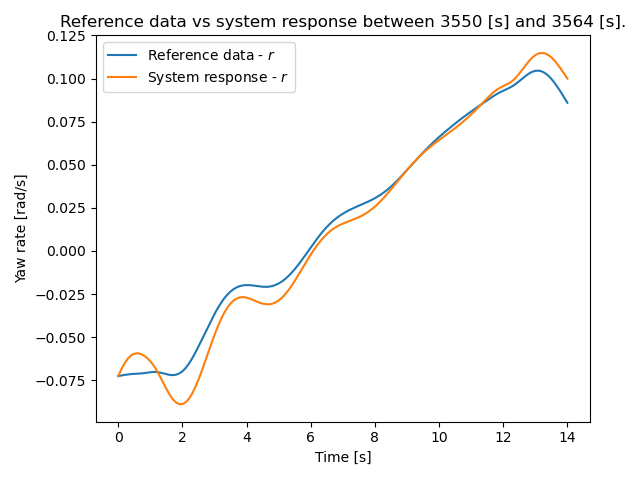 Reference data vs system response between 3550 [s] and 3564 [s].
Reference data - r
System response - r
0.125
0.100
0.075
0.050
0.025
0.000
−0.025
−0.050
−0.075
Yaw rate [rad/s]
0 2 4 6 8 10 12 14
Time [s]